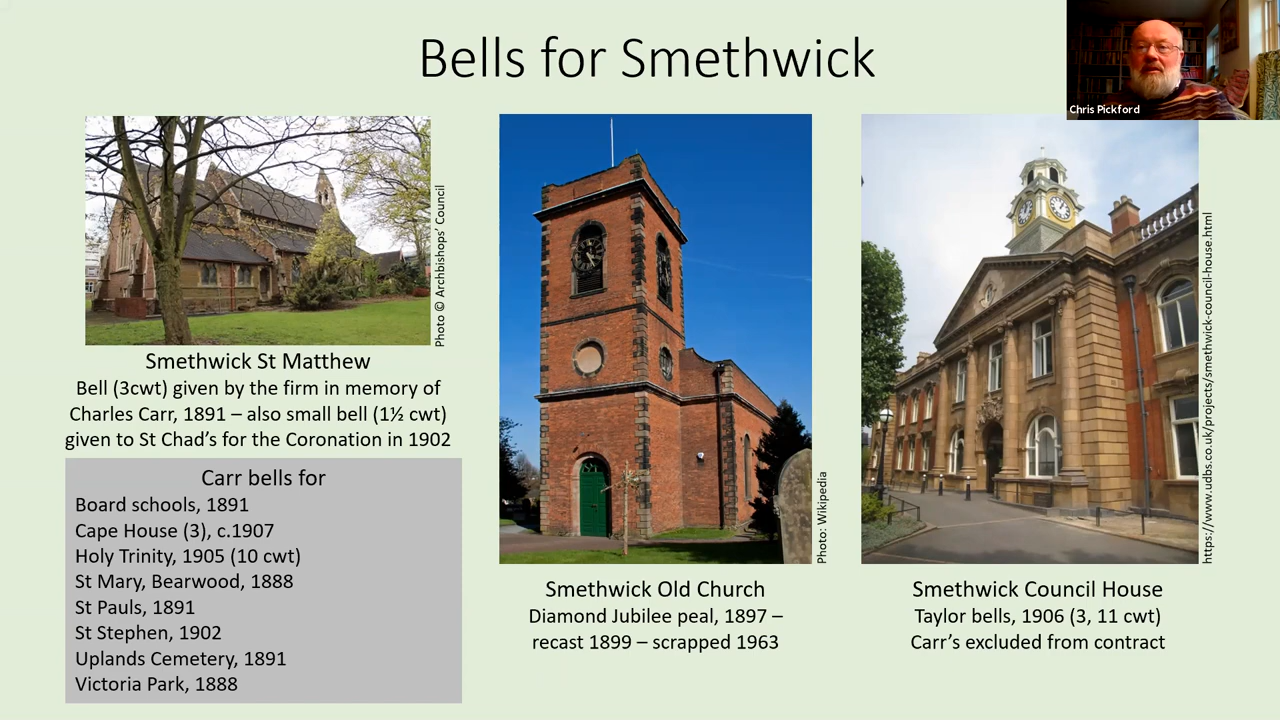 Bells for Smethwick
Chris Pickford
Photo © Archbishops' Council
Smethwick St Matthew
Bell (3cwt) given by the firm in memory of
Charles Carr, 1891 – also small bell (1½ cwt)
given to St Chad's for the Coronation in 1902
Carr bells for
Board schools, 1891
Cape House (3), c.1907
Holy Trinity, 1905 (10 cwt)
St Mary, Bearwood, 1888
St Pauls, 1891
St Stephen, 1902
Uplands Cemetery, 1891
Victoria Park, 1888
Photo: Wikipedia
Smethwick Old Church
Diamond Jubilee peal, 1897 –
recast 1899 – scrapped 1963
https://www.udbs.co.uk/projects/smethwick-council-house.html
Smethwick Council House
Taylor bells, 1906 (3, 11 cwt)
Carr's excluded from contract